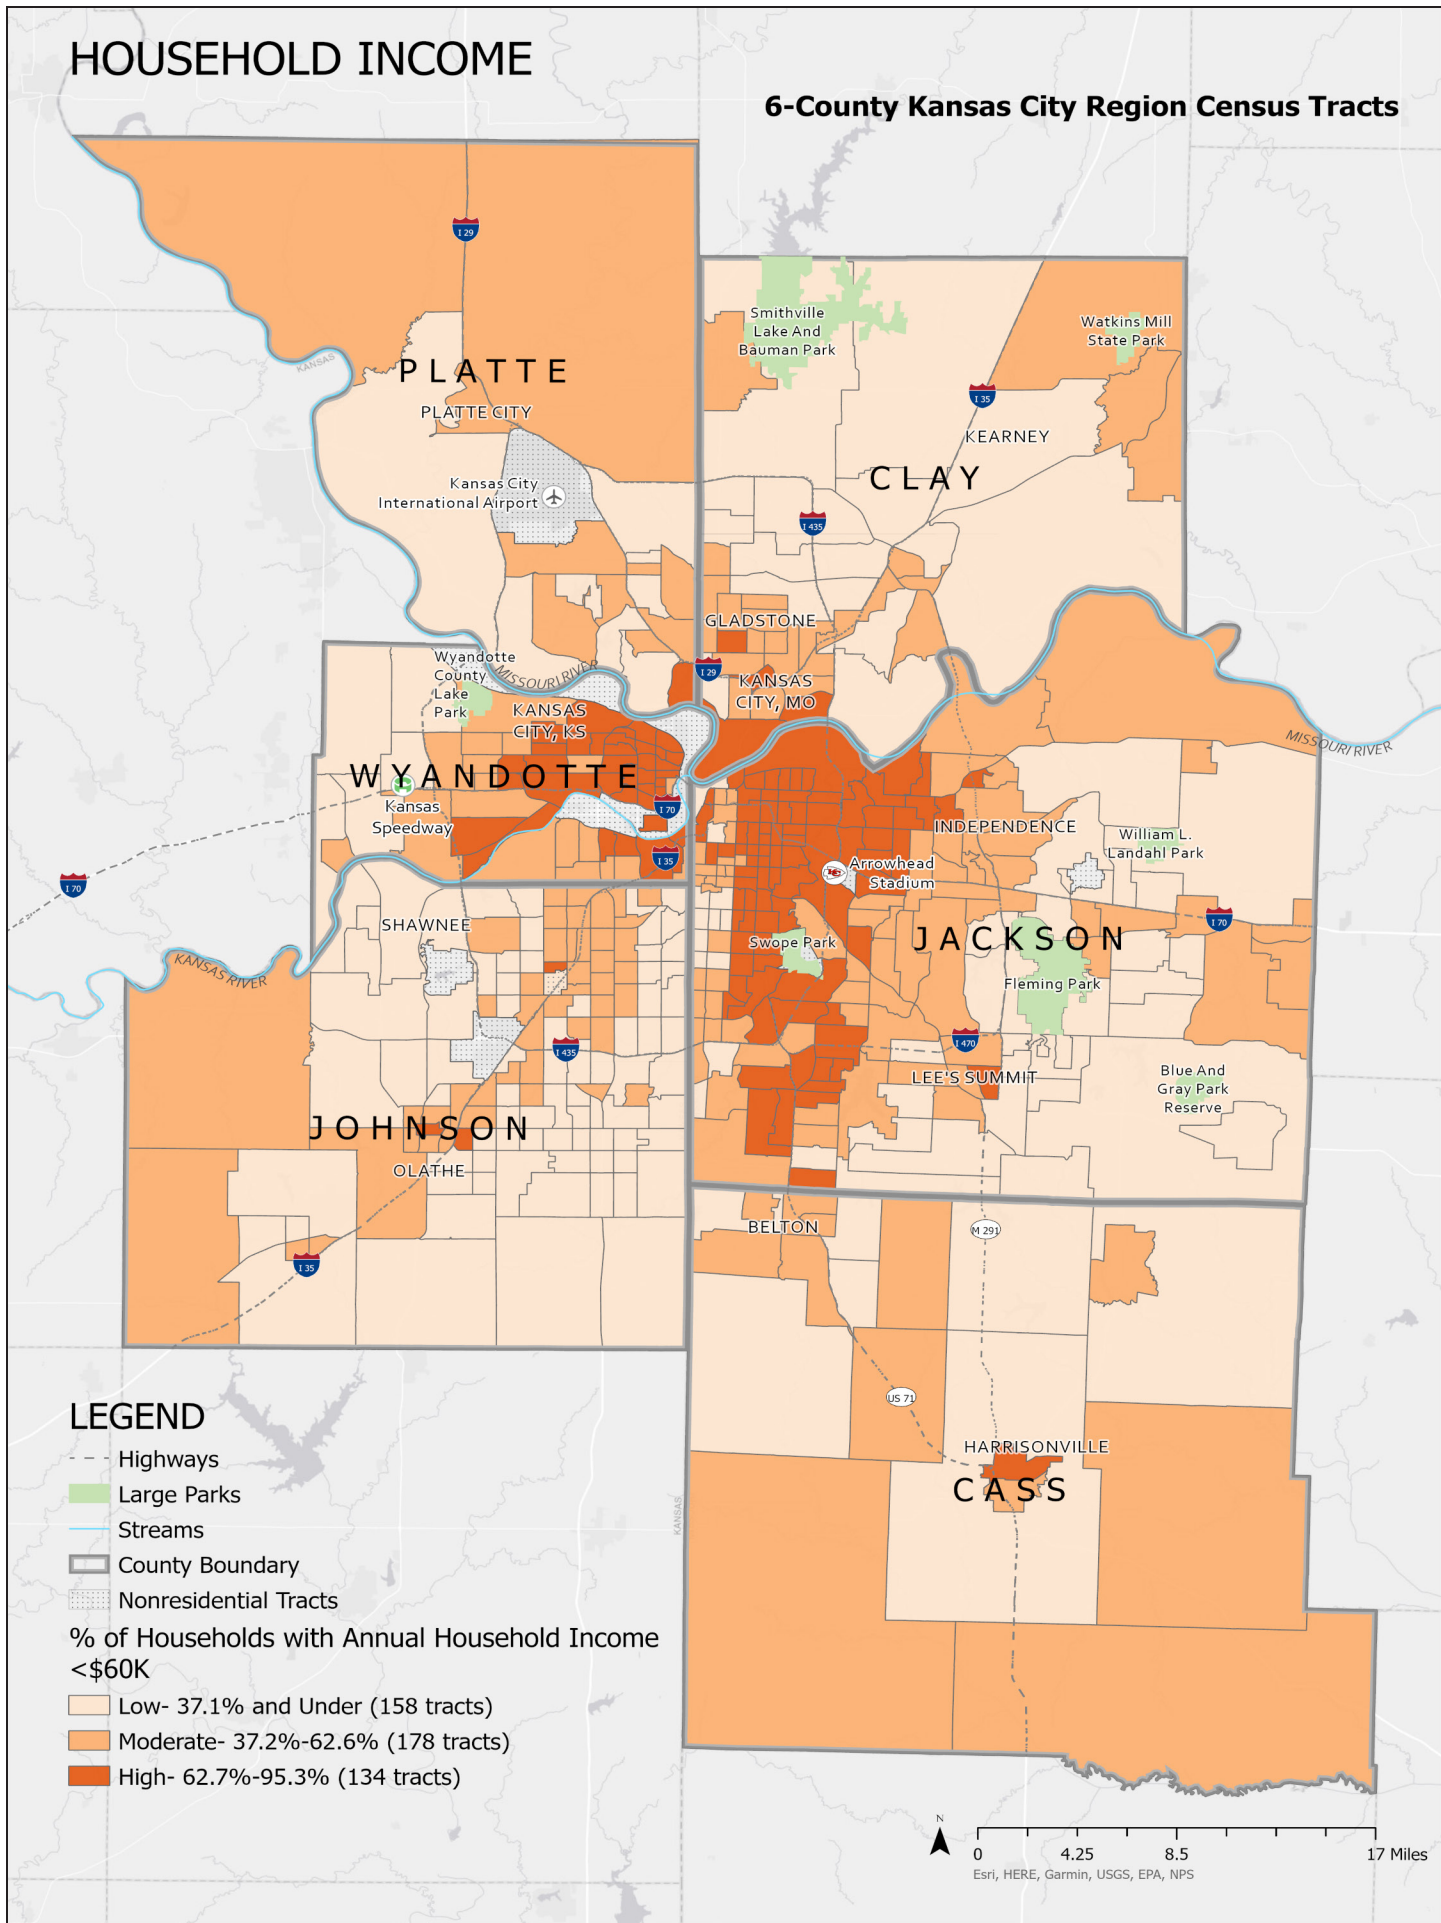 HOUSEHOLD INCOME
6-County Kansas City Region Census Tracts
I 29
KANSAS
PLATTE
PLATTE CITY
Kansas City
International Airport
Smithville
Lake And
Bauman Park
Watkins Mill
State Park
I 35
KEARNEY
CLAY
I 435
GLADSTONE
I 29
KANSAS
CITY, MO
Wyandotte
County
Lake
Park
MISSOURI RIVER
KANSAS
CITY, KS
WYANDOTTE
Kansas
Speedway
I 70
I 35
I 70
MISSOURI RIVER
INDEPENDENCE
William L.
Landahl Park
Arrowhead
Stadium
I 70
SHAWNEE
KANSAS RIVER
Swope Park
JACKSON
Fleming Park
I 470
I 435
LEE'S SUMMIT
Blue And
Gray Park
Reserve
JOHNSON
OLATHE
I 35
BELTON
M 291
US 71
HARRISONVILLE
CASS
KANSAS
LEGEND
Highways
Large Parks
Streams
County Boundary
Nonresidential Tracts
% of Households with Annual Household Income
<$60K
Low- 37.1% and Under (158 tracts)
Moderate- 37.2%-62.6% (178 tracts)
High- 62.7%-95.3% (134 tracts)
N
0 4.25 8.5 17 Miles
Esri, HERE, Garmin, USGS, EPA, NPS